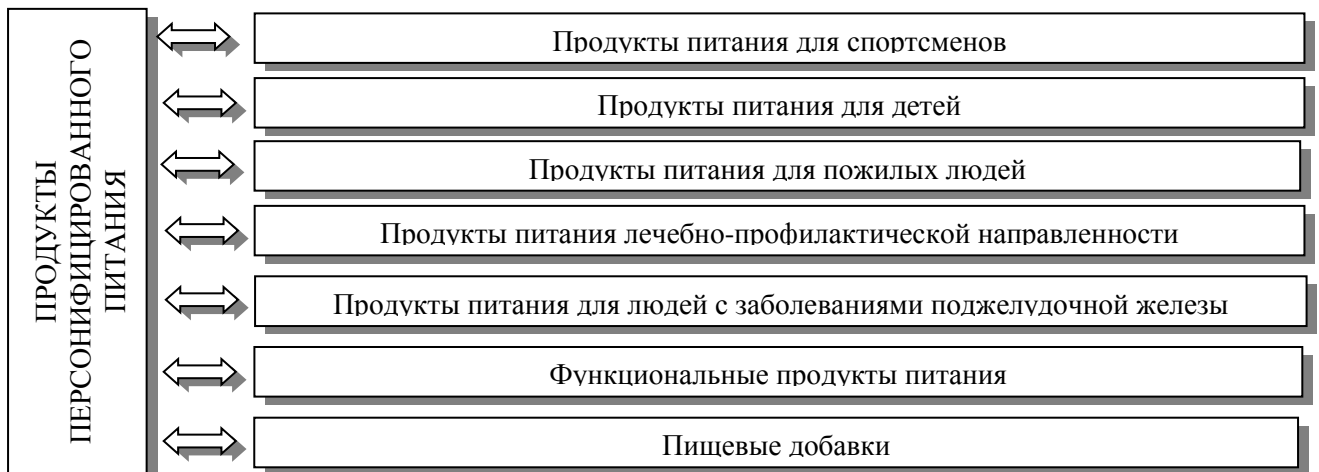 ПРОДУКТЫ
ПЕРСОНИФИЦИРОВАННОГО
ПИТАНИЯ
Продукты питания для спортсменов
Продукты питания для детей
Продукты питания для пожилых людей
Продукты питания лечебно-профилактической направленности
Продукты питания для людей с заболеваниями поджелудочной железы
Функциональные продукты питания
Пищевые добавки